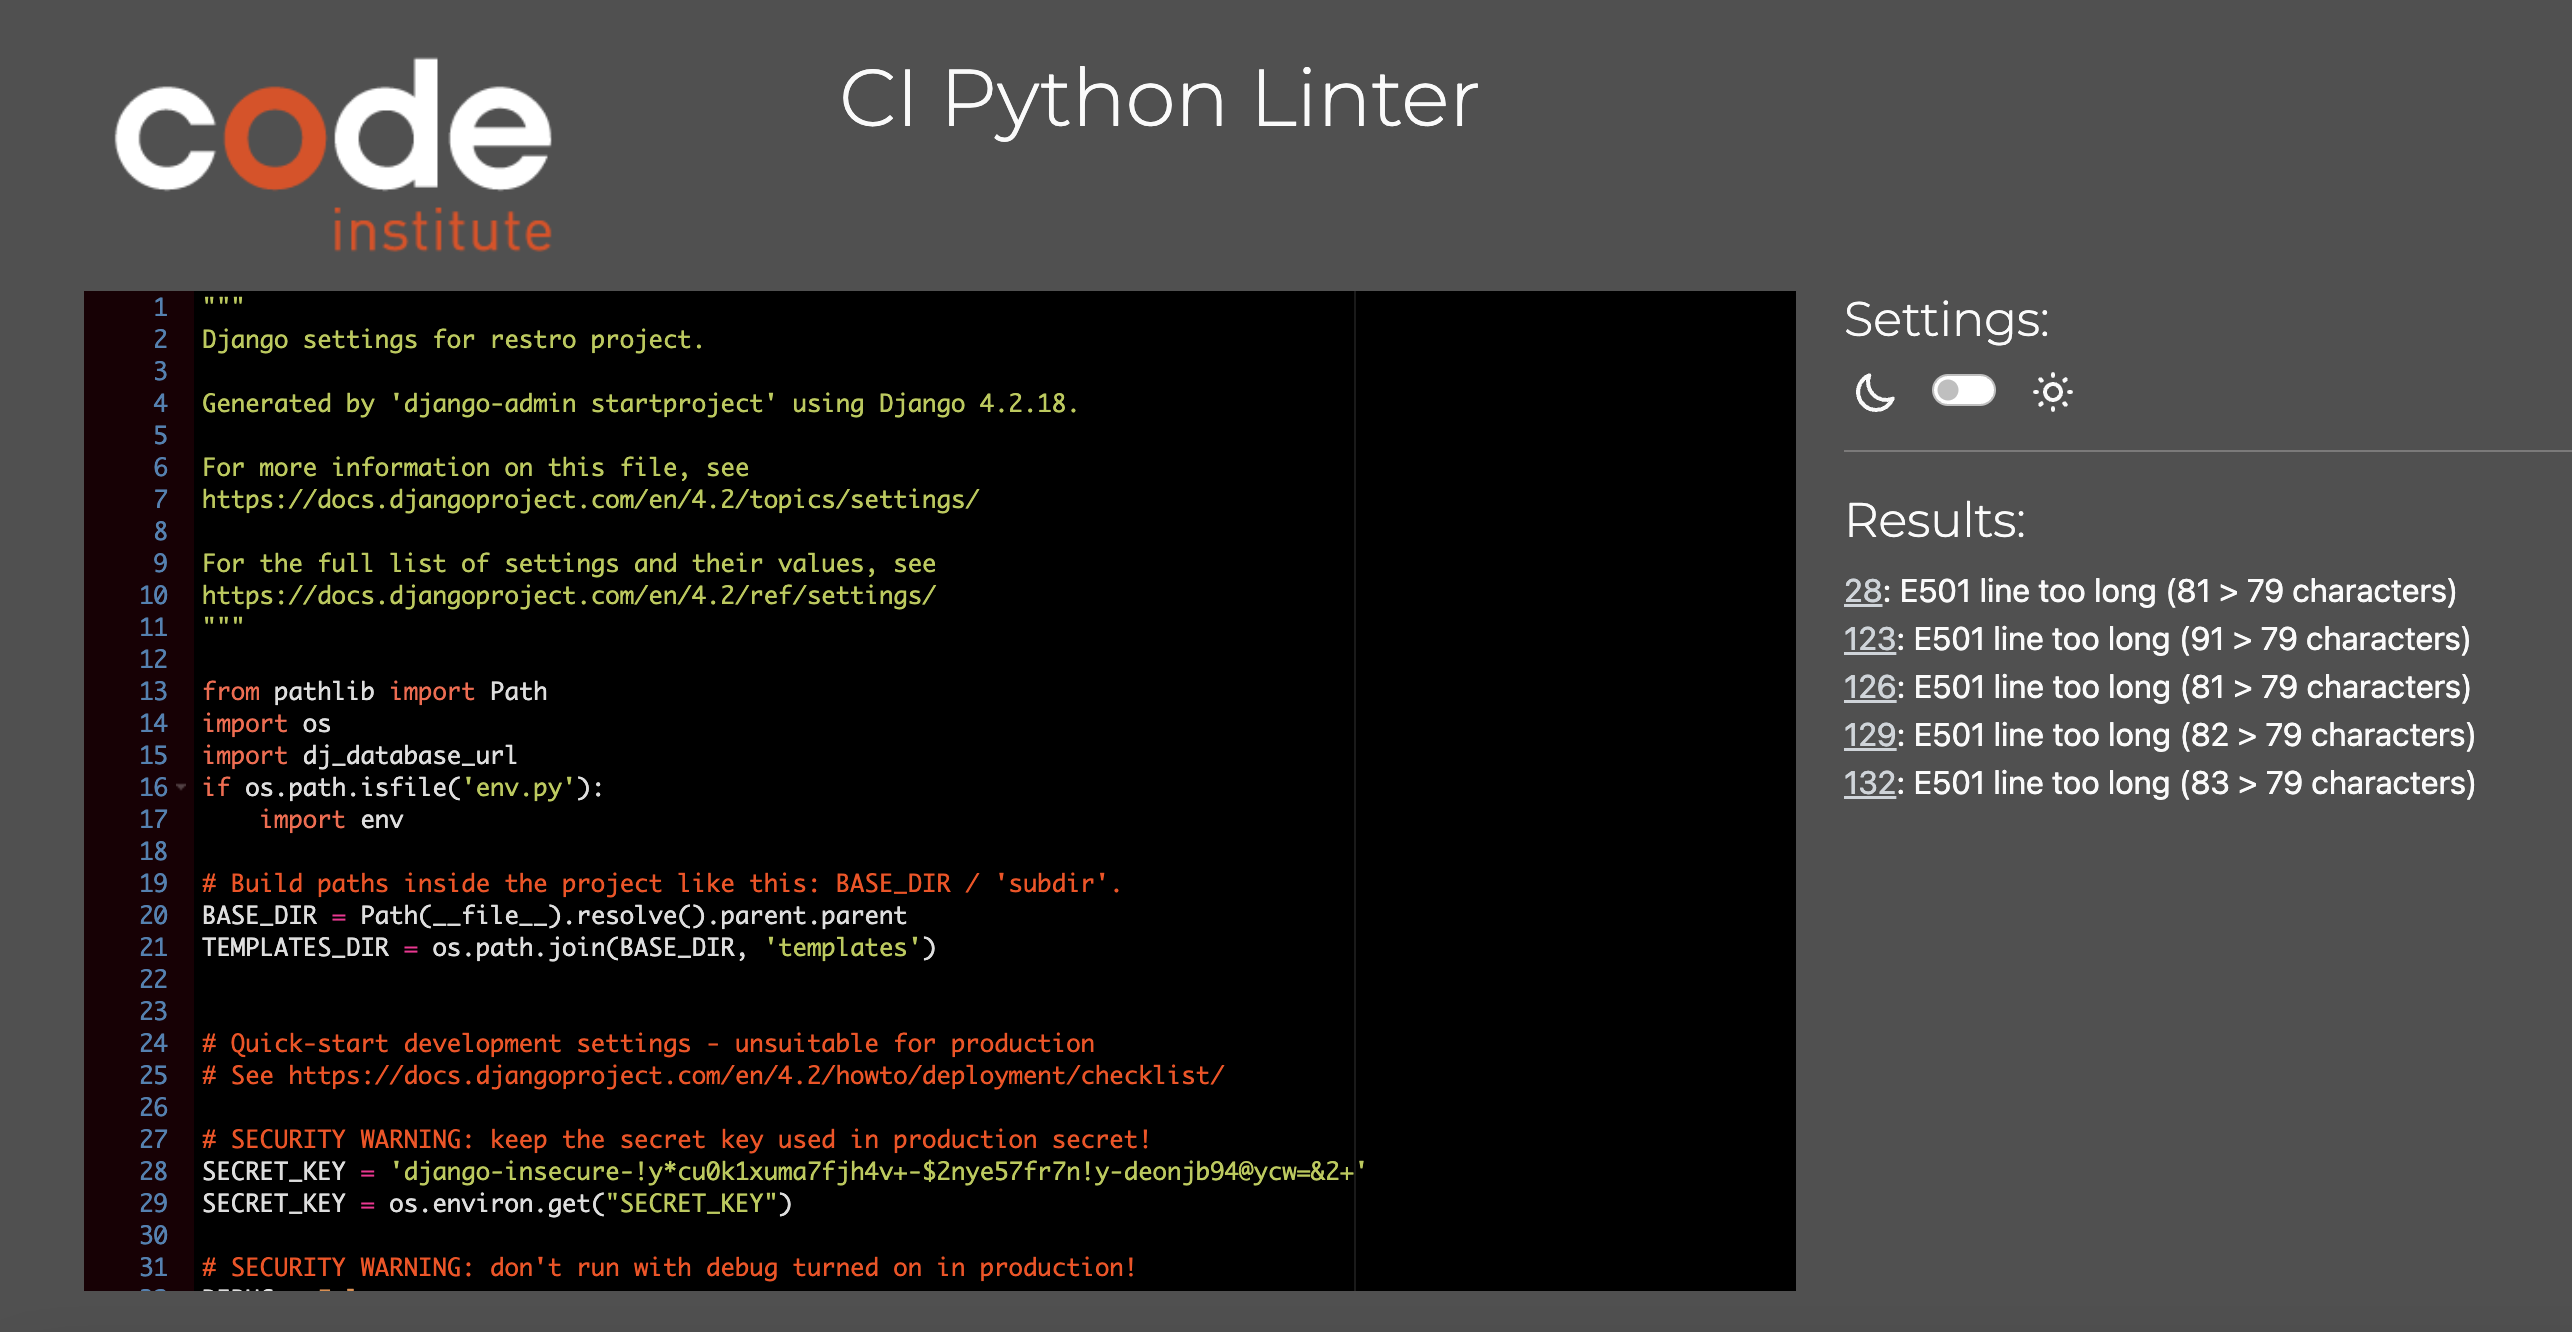 code
institute
CI Python Linter
1 """
2 Django settings for restro project.
3
4 Generated by 'django-admin startproject' using Django 4.2.18.
5
6 For more information on this file, see
7 https://docs.djangoproject.com/en/4.2/topics/settings/
8
9 For the full list of settings and their values, see
10 https://docs.djangoproject.com/en/4.2/ref/settings/
11 """
12
13 from pathlib import Path
14 import os
15 import dj_database_url
16 if os.path.isfile('env.py'):
17     import env
18
19 # Build paths inside the project like this: BASE_DIR / 'subdir'.
20 BASE_DIR = Path(__file__).resolve().parent.parent
21 TEMPLATES_DIR = os.path.join(BASE_DIR, 'templates')
22
23
24 # Quick-start development settings - unsuitable for production
25 # See https://docs.djangoproject.com/en/4.2/howto/deployment/checklist/
26
27 # SECURITY WARNING: keep the secret key used in production secret!
28 SECRET_KEY = 'django-insecure-!y*cu0k1xuma7fjh4v+-$2nye57fr7n!y-deonjb94@ycw=&2+'
29 SECRET_KEY = os.environ.get("SECRET_KEY")
30
31 # SECURITY WARNING: don't run with debug turned on in production!
Settings:
Results:
28: E501 line too long (81 > 79 characters)
123: E501 line too long (91 > 79 characters)
126: E501 line too long (81 > 79 characters)
129: E501 line too long (82 > 79 characters)
132: E501 line too long (83 > 79 characters)